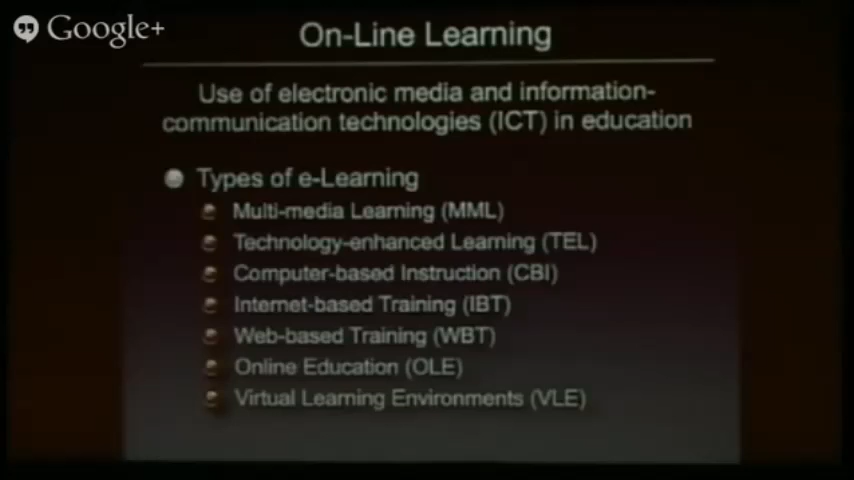 Google+
On-Line Learning
Use of electronic media and information-
communication technologies (ICT) in education
Types of e-Learning
Multi-media Learning (MML)
Technology-enhanced Learning (TEL)
Computer-based Instruction (CBI)
Internet-based Training (IBT)
Web-based Training (WBT)
Online Education (OLE)
Virtual Learning Environments (VLE)